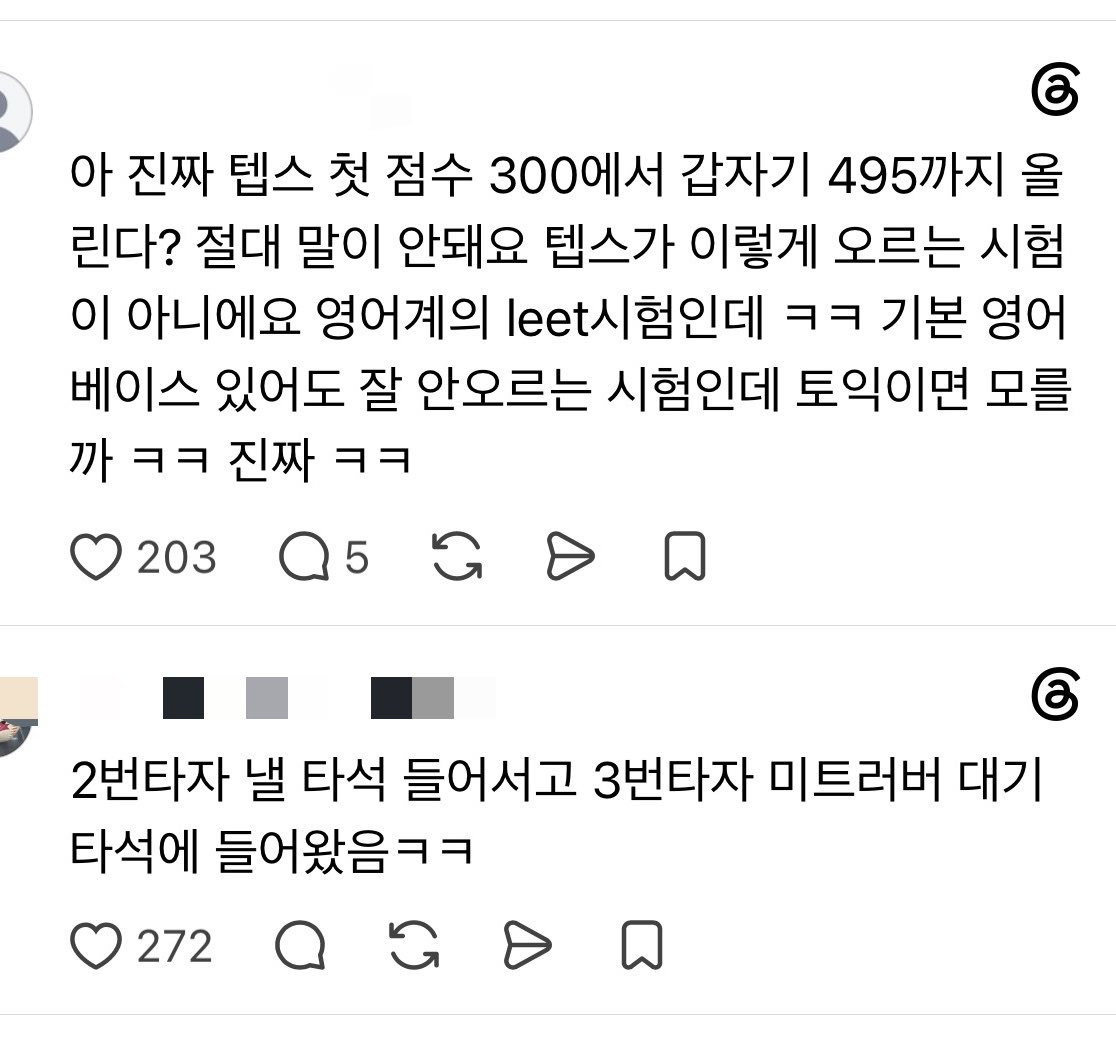 아 진짜 텝스 첫 점수 300에서 갑자기 495까지 올
린다? 절대 말이 안돼요 텝스가 이렇게 오르는 시험
이 아니에요 영어계의 leet시험인데 ㅋㅋ 기본 영어
베이스 있어도 잘 안오르는 시험인데 토익이면 모를
까 ㅋㅋ 진짜 ㅋㅋ
203 5
2번타자 낼 타석 들어서고 3번타자 미트러버 대기
타석에 들어왔음ㅋㅋ
272